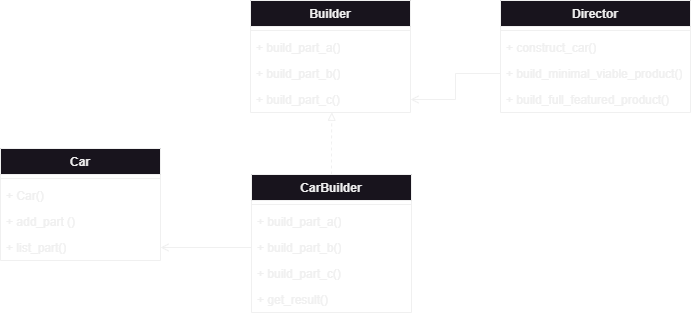 Builder
+ build_part_a()
+ build_part_b()
+ build_part_c()
Director
+ construct_car()
+ build_minimal_viable_product()
+ build_full_featured_product()
Car
+ Car()
+ add_part ()
+ list_part()
CarBuilder
+ build_part_a()
+ build_part_b()
+ build_part_c()
+ get_result()